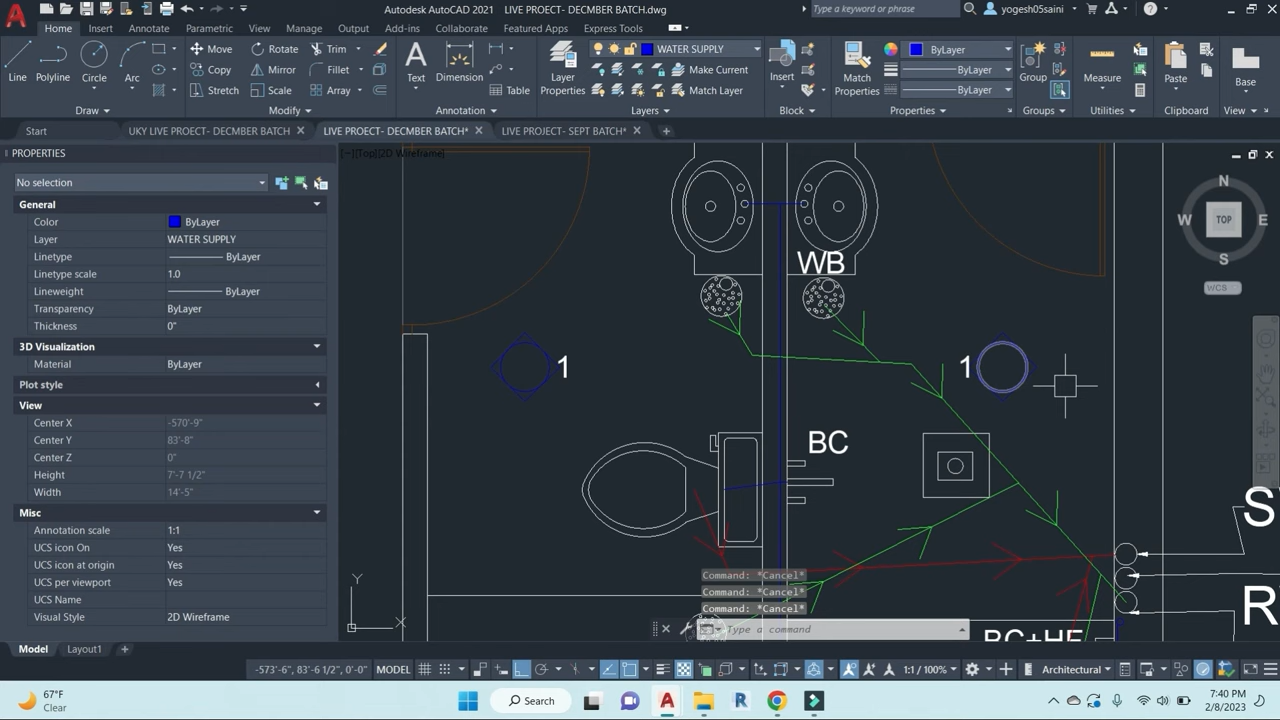 Autodesk AutoCAD 2021 LIVE PROECT- DECMBER BATCH.dwg
Type a keyword or phrase
yogesh05saini
Home Insert Annotate Parametric View Manage Output Add-ins Collaborate Featured Apps Express Tools
Line Polyline Circle Arc
Move Rotate Trim
Copy Mirror Fillet
Stretch Scale Array
Text Dimension Table
Layer Properties
WATER SUPPLY
Make Current
Match Layer
Insert
Match Properties
ByLayer
ByLayer
ByLayer
Group
Measure
Paste
Base
Draw Modify Annotation Layers Block Properties Groups Utilities Clipboard View
Start
UKY LIVE PROECT- DECMBER BATCH
LIVE PROECT- DECMBER BATCH*
LIVE PROJECT- SEPT BATCH*
PROPERTIES
[−][Top][2D Wireframe]
No selection
General
Color ByLayer
Layer WATER SUPPLY
Linetype ByLayer
Linetype scale 1.0
Lineweight ByLayer
Transparency ByLayer
Thickness 0"
3D Visualization
Material ByLayer
Plot style
View
Center X -570'-9"
Center Y 83'-8"
Center Z 0"
Height 7'-7 1/2"
Width 14'-5"
Misc
Annotation scale 1:1
UCS icon On Yes
UCS icon at origin Yes
UCS per viewport Yes
UCS Name
Visual Style 2D Wireframe
N
W TOP E
S
WCS
WB
1
1
BC
S
R
BC+HF
Y
X
Command: *Cancel*
Command: *Cancel*
Command: *Cancel*
Type a command
Model Layout1
-573'-6", 83'-6 1/2", 0'-0" MODEL
1:1 / 100%
Architectural
67°F
Clear
Search
7:40 PM
2/8/2023